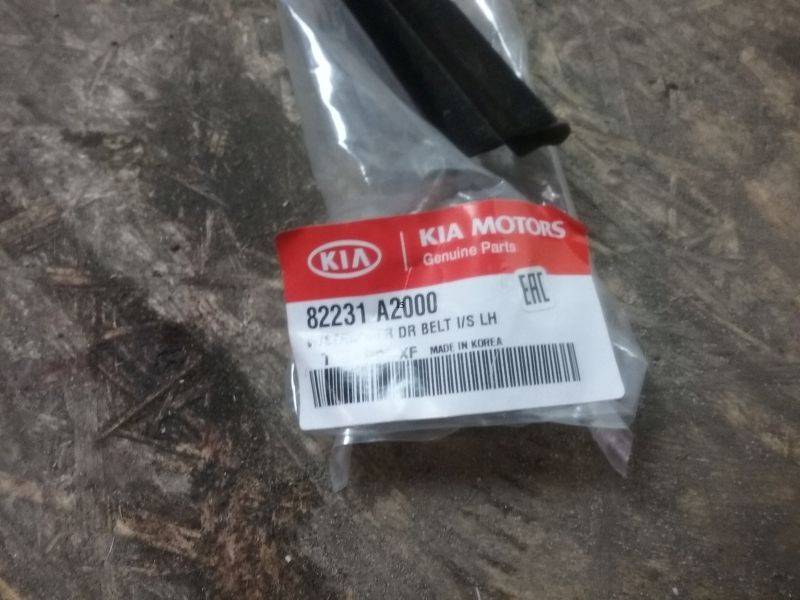 KIA
KIA MOTORS
Genuine Parts
82231 A2000
EAC
DR BELT I/S LH
MADE IN KOREA